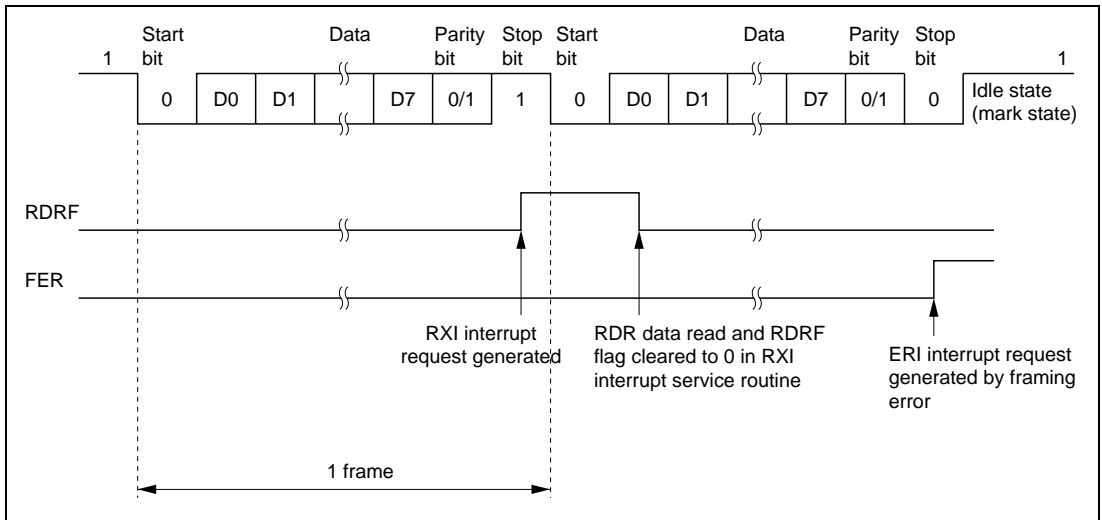 Start Data Parity Stop Start Data Parity Stop
1 bit bit bit bit bit bit 1
0 D0 D1 D7 0/1 1 0 D0 D1 D7 0/1 0 Idle state
(mark state)
RDRF
FER
RXI interrupt
request generated
RDR data read and RDRF
flag cleared to 0 in RXI
interrupt service routine
ERI interrupt request
generated by framing
error
1 frame